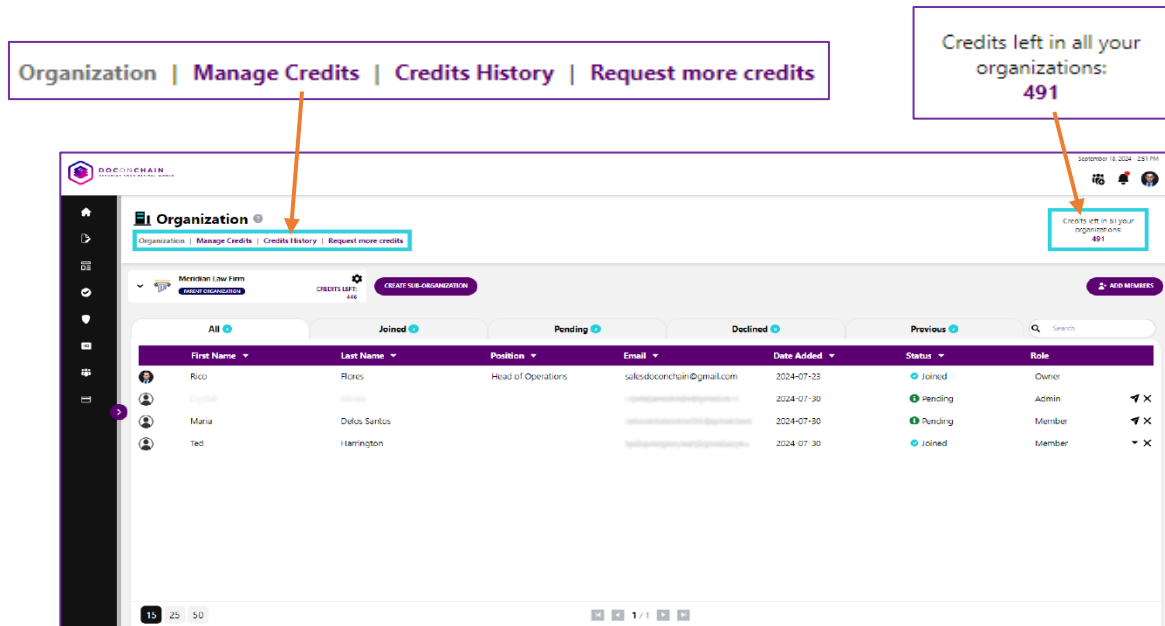 Organization | Manage Credits | Credits History | Request more credits
Credits left in all your
organizations:
491
September 18, 2024 2:51 PM
DOCONCHAIN
Organization
Organization | Manage Credits | Credits History | Request more credits
Credits left in all your
organizations:
491
Meridian Law Firm
PARENT ORGANIZATION
CREDITS LEFT:
446
CREATE SUB-ORGANIZATION
ADD MEMBERS
All Joined Pending Declined Previous Search
First Name Last Name Position Email Date Added Status Role
Rico Flores Head of Operations salesdoconchain@gmail.com 2024-07-23 Joined Owner
2024-07-30 Pending Admin
Maria Delos Santos 2024-07-30 Pending Member
Ted Harrington 2024-07-30 Joined Member
15 25 50 1 / 1